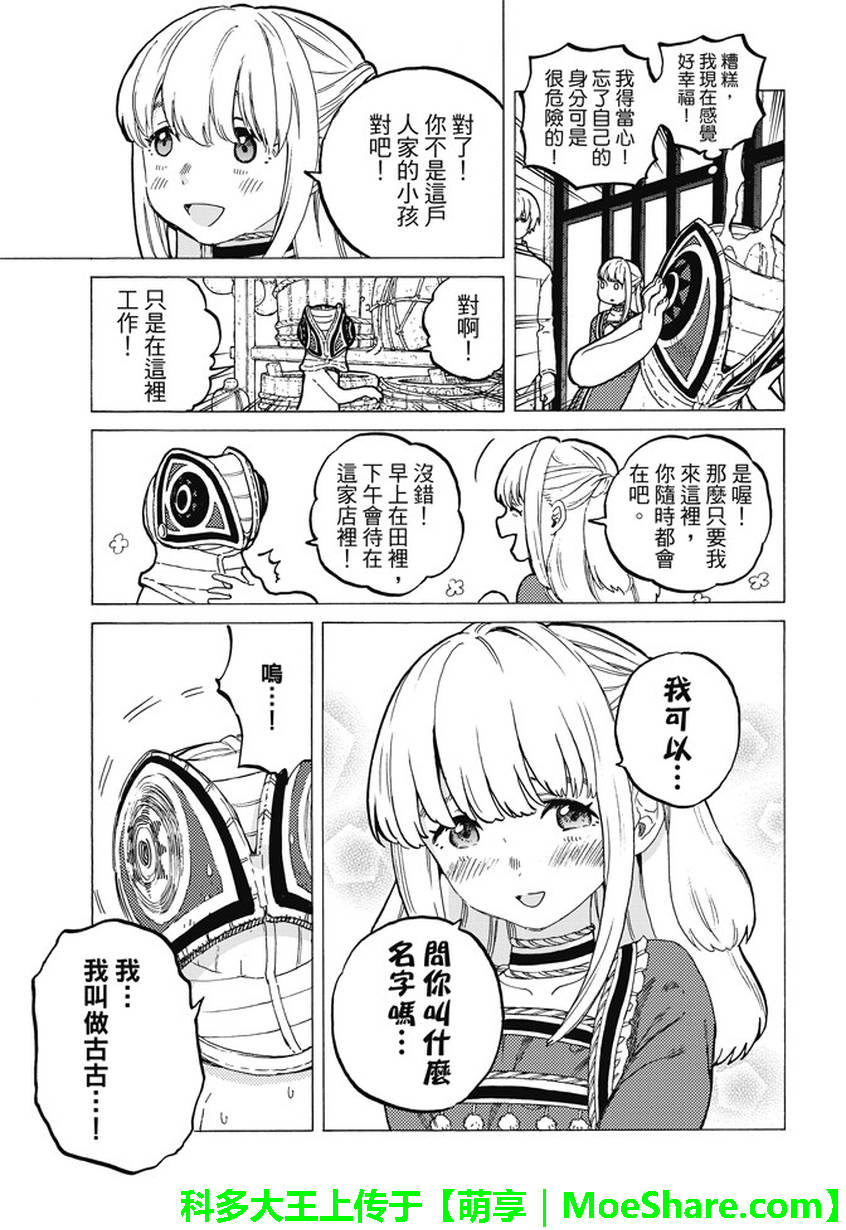 糟糕，
我現在感覺
好幸福！
我得當心！
忘了自己的
身分可是
很危險的！
對了！
你不是這戶
人家的小孩
對吧！
對啊！
只是在這裡
工作！
是喔！
那麼只要我
來這裡，
你隨時都會
在吧。
沒錯！
早上在田裡，
下午會待在
這家店裡！
我可以…
問你叫什麼
名字嗎…
嗚…！
我…
我叫做古古…！
科多大王上传于【萌享｜MoeShare.com】